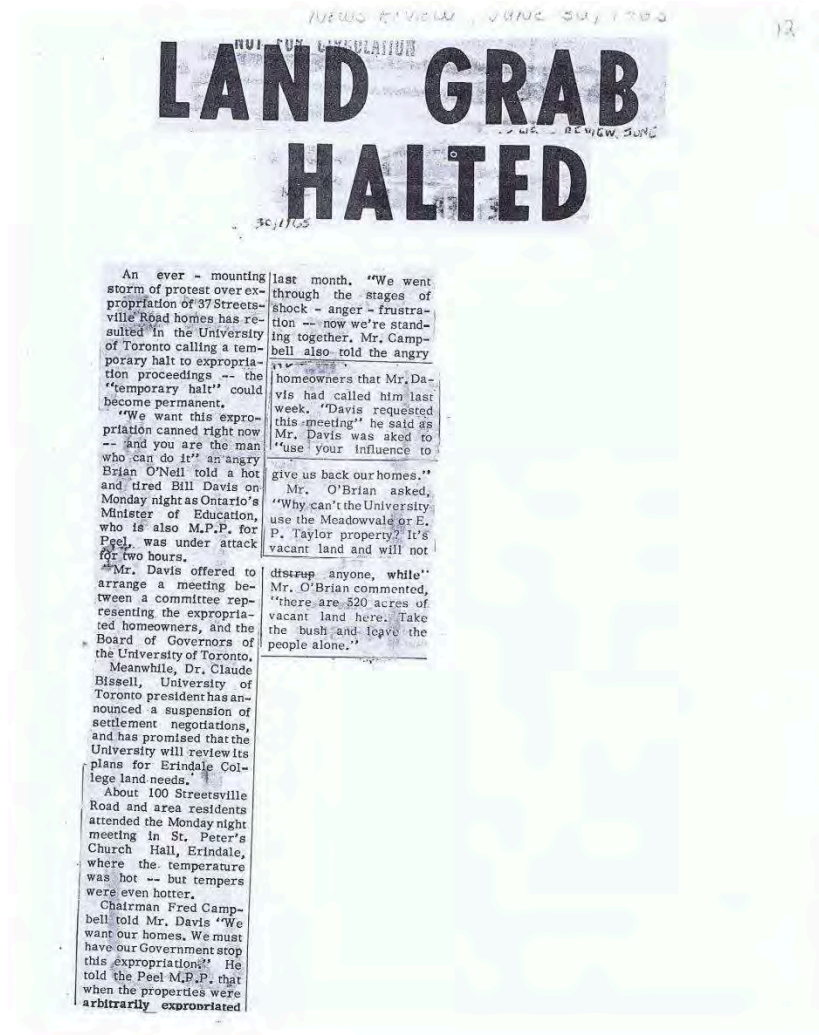 NEWS REVIEW, JUNE 30, 1965
12
NOT FOR CIRCULATION
LAND GRAB
REVIEW, JUNE
HALTED
30, 1965
An ever - mounting
storm of protest over ex-
propriation of 37 Streets-
ville Road homes has re-
sulted in the University
of Toronto calling a tem-
porary halt to expropria-
tion proceedings -- the
"temporary halt" could
become permanent.
"We want this expro-
priation canned right now
-- and you are the man
who can do it" an angry
Brian O'Neil told a hot
and tired Bill Davis on
Monday night as Ontario's
Minister of Education,
who is also M.P.P. for
Peel, was under attack
for two hours.
Mr. Davis offered to
arrange a meeting be-
tween a committee rep-
resenting the expropria-
ted homeowners, and the
Board of Governors of
the University of Toronto.
Meanwhile, Dr. Claude
Bissell, University of
Toronto president has an-
nounced a suspension of
settlement negotiations,
and has promised that the
University will review its
plans for Erindale Col-
lege land needs.
About 100 Streetsville
Road and area residents
attended the Monday night
meeting in St. Peter's
Church Hall, Erindale,
where the temperature
was hot -- but tempers
were even hotter.
Chairman Fred Camp-
bell told Mr. Davis "We
want our homes. We must
have our Government stop
this expropriation." He
told the Peel M.P.P. that
when the properties were
arbitrarily expropriated
last month. "We went
through the stages of
shock - anger - frustra-
tion -- now we're stand-
ing together. Mr. Camp-
bell also told the angry
homeowners that Mr. Da-
vis had called him last
week. "Davis requested
this meeting" he said as
Mr. Davis was aked to
"use your influence to
give us back our homes."
Mr. O'Brian asked,
"Why can't the University
use the Meadowvale or E.
P. Taylor property? It's
vacant land and will not
distrup anyone, while"
Mr. O'Brian commented,
"there are 520 acres of
vacant land here. Take
the bush and leave the
people alone."